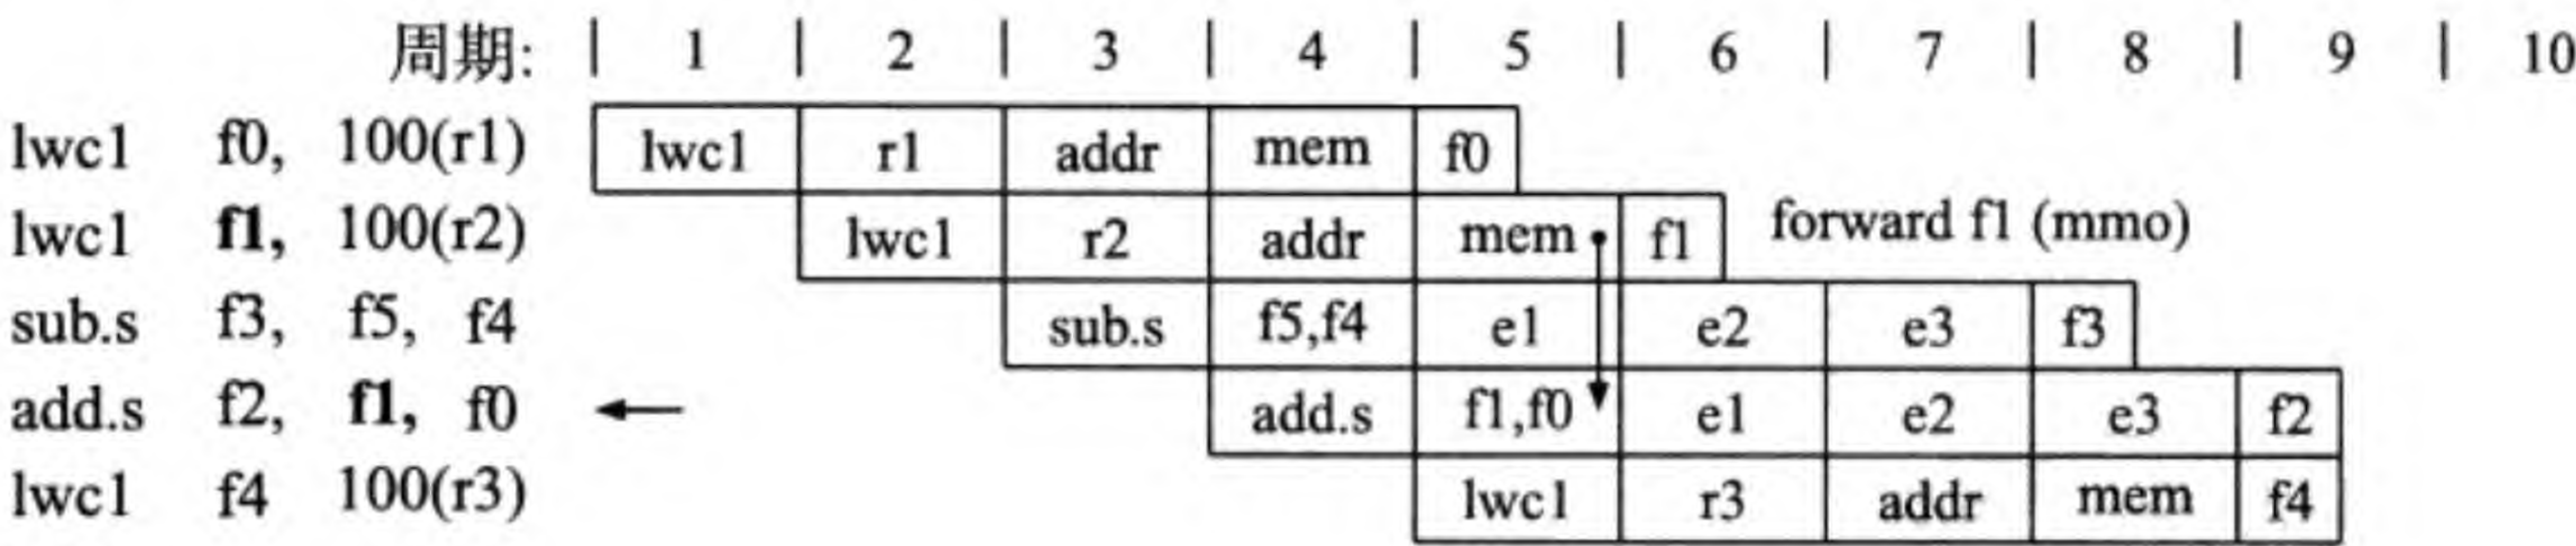 周期: | 1 | 2 | 3 | 4 | 5 | 6 | 7 | 8 | 9 | 10
lwc1 f0, 100(r1) lwc1 r1 addr mem f0
lwc1 f1, 100(r2) lwc1 r2 addr mem f1 forward f1 (mmo)
sub.s f3, f5, f4 sub.s f5,f4 e1 e2 e3 f3
add.s f2, f1, f0 add.s f1,f0 e1 e2 e3 f2
lwc1 f4 100(r3) lwc1 r3 addr mem f4